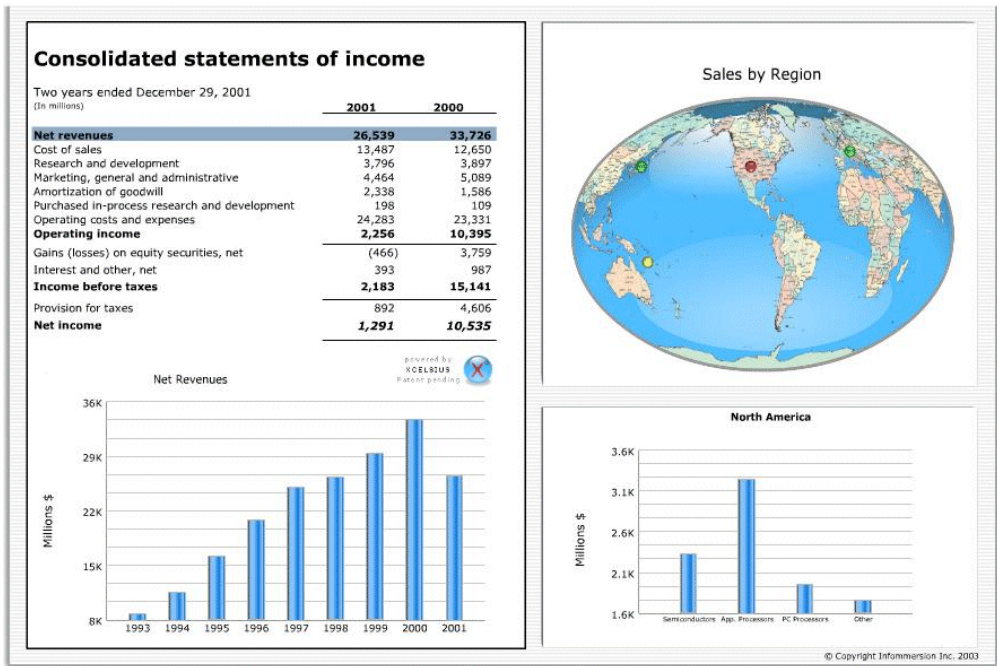 Consolidated statements of income
Two years ended December 29, 2001
(In millions)
2001 2000
Net revenues 26,539 33,726
Cost of sales 13,487 12,650
Research and development 3,796 3,897
Marketing, general and administrative 4,464 5,089
Amortization of goodwill 2,338 1,586
Purchased in-process research and development 198 109
Operating costs and expenses 24,283 23,331
Operating income 2,256 10,395
Gains (losses) on equity securities, net (466) 3,759
Interest and other, net 393 987
Income before taxes 2,183 15,141
Provision for taxes 892 4,606
Net income 1,291 10,535
powered by
XCELSIUS
Patent pending
X
Net Revenues
Millions $
36K
29K
22K
15K
8K
1993 1994 1995 1996 1997 1998 1999 2000 2001
Sales by Region
North America
Millions $
3.6K
3.1K
2.6K
2.1K
1.6K
Semiconductors App. Processors PC Processors Other
© Copyright Infommersion Inc. 2003